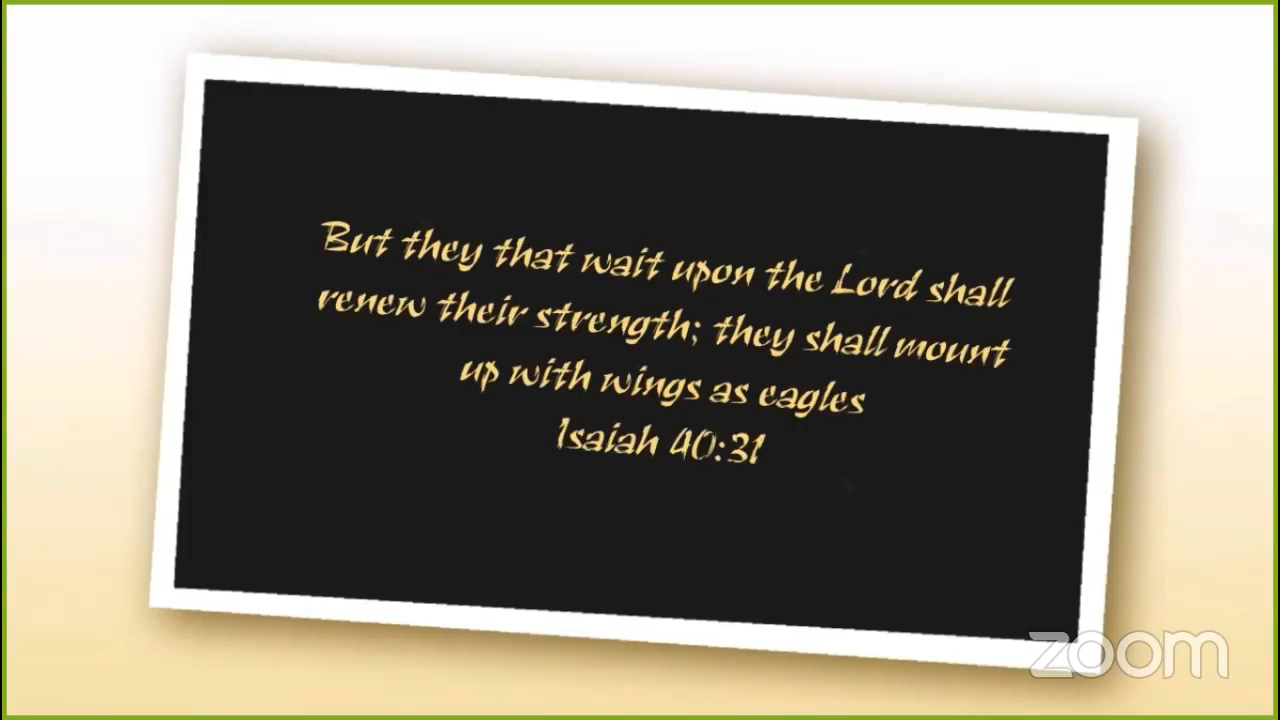 But they that wait upon the Lord shall
renew their strength; they shall mount
up with wings as eagles
Isaiah 40:31
zoom